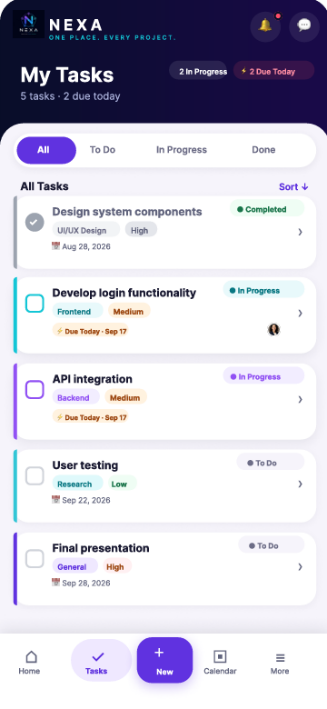 NEXA
NEXA
ONE PLACE. EVERY PROJECT.
My Tasks
2 In Progress
⚡ 2 Due Today
5 tasks · 2 due today
All
To Do
In Progress
Done
All Tasks
Sort ↓
Design system components
Completed
UI/UX Design
High
Aug 28, 2026
Develop login functionality
In Progress
Frontend
Medium
⚡ Due Today · Sep 17
API integration
In Progress
Backend
Medium
⚡ Due Today · Sep 17
User testing
To Do
Research
Low
Sep 22, 2026
Final presentation
To Do
General
High
Sep 28, 2026
Home
Tasks
+
New
Calendar
More